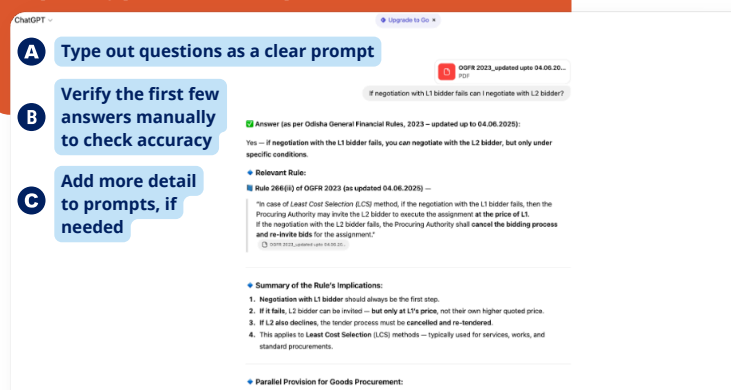 ChatGPT
Upgrade to Go ×
A Type out questions as a clear prompt
B Verify the first few
answers manually
to check accuracy
C Add more detail
to prompts, if
needed
OGFR 2023_updated upto 04.06.20...
PDF
If negotiation with L1 bidder fails can I negotiate with L2 bidder?
✅ Answer (as per Odisha General Financial Rules, 2023 – updated up to 04.06.2025):
Yes — if negotiation with the L1 bidder fails, you can negotiate with the L2 bidder, but only under
specific conditions.
🔹 Relevant Rule:
📘 Rule 266(iii) of OGFR 2023 (as updated 04.06.2025) —
"In case of Least Cost Selection (LCS) method, if the negotiation with the L1 bidder fails, then the
Procuring Authority may invite the L2 bidder to execute the assignment at the price of L1.
If the negotiation with the L2 bidder fails, the Procuring Authority shall cancel the bidding process
and re-invite bids for the assignment."
OGFR 2023_updated upto 04.06.20...
🔹 Summary of the Rule's Implications:
1. Negotiation with L1 bidder should always be the first step.
2. If it fails, L2 bidder can be invited — but only at L1's price, not their own higher quoted price.
3. If L2 also declines, the tender process must be cancelled and re-tendered.
4. This applies to Least Cost Selection (LCS) methods — typically used for services, works, and
standard procurements.
🔹 Parallel Provision for Goods Procurement: